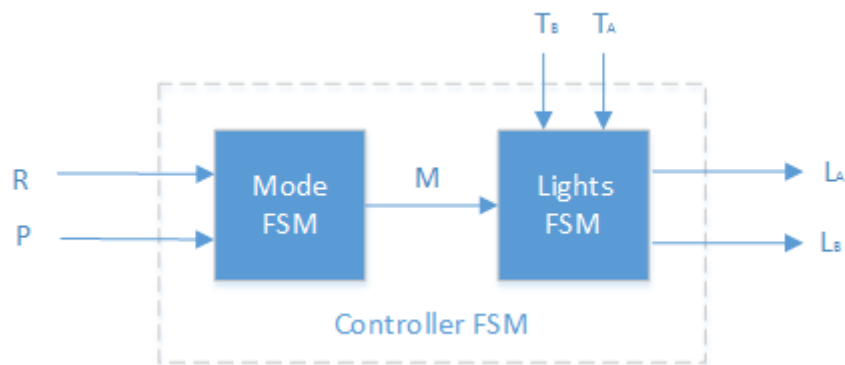 TB TA
R
P
Mode
FSM
M
Lights
FSM
LA
LB
Controller FSM